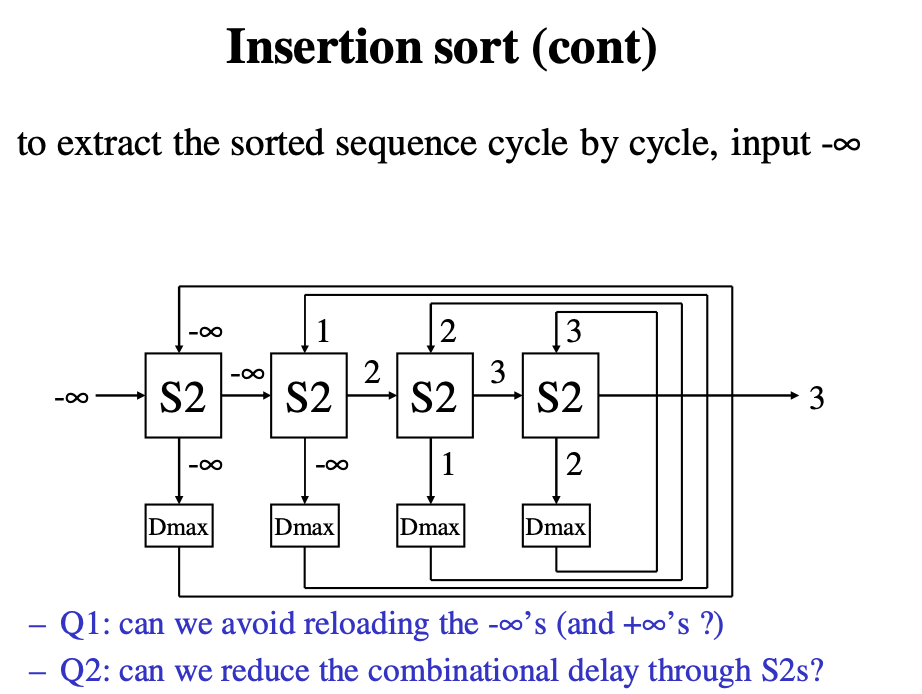 Insertion sort (cont)
to extract the sorted sequence cycle by cycle, input -∞
-∞ 1 2 3
-∞ S2 -∞ S2 2 S2 3 S2 3
-∞ -∞ 1 2
Dmax Dmax Dmax Dmax
– Q1: can we avoid reloading the -∞’s (and +∞’s ?)
– Q2: can we reduce the combinational delay through S2s?